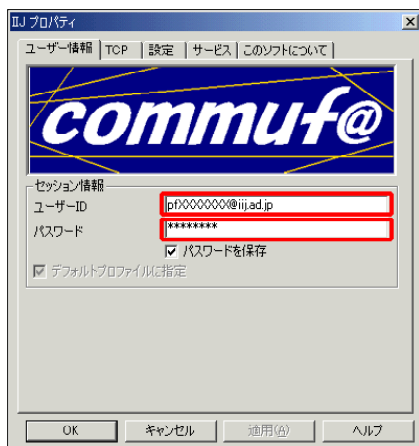 IIJ プロパティ
ユーザー情報 TCP 設定 サービス このソフトについて
commuf@
セッション情報
ユーザーID pfXXXXXXX@iij.ad.jp
パスワード ********
パスワードを保存
デフォルトプロファイルに指定
OK キャンセル 適用(A) ヘルプ